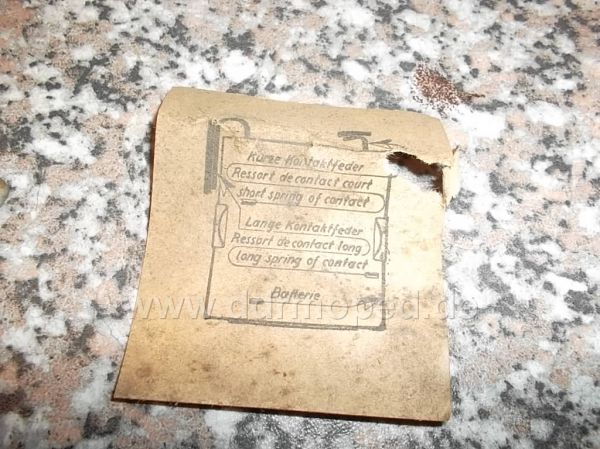 Kurze Kontaktfeder
Ressort de contact court
short spring of contact
Lange Kontaktfeder
Ressort de contact long
long spring of contact
Batterie
www.darmoped.de